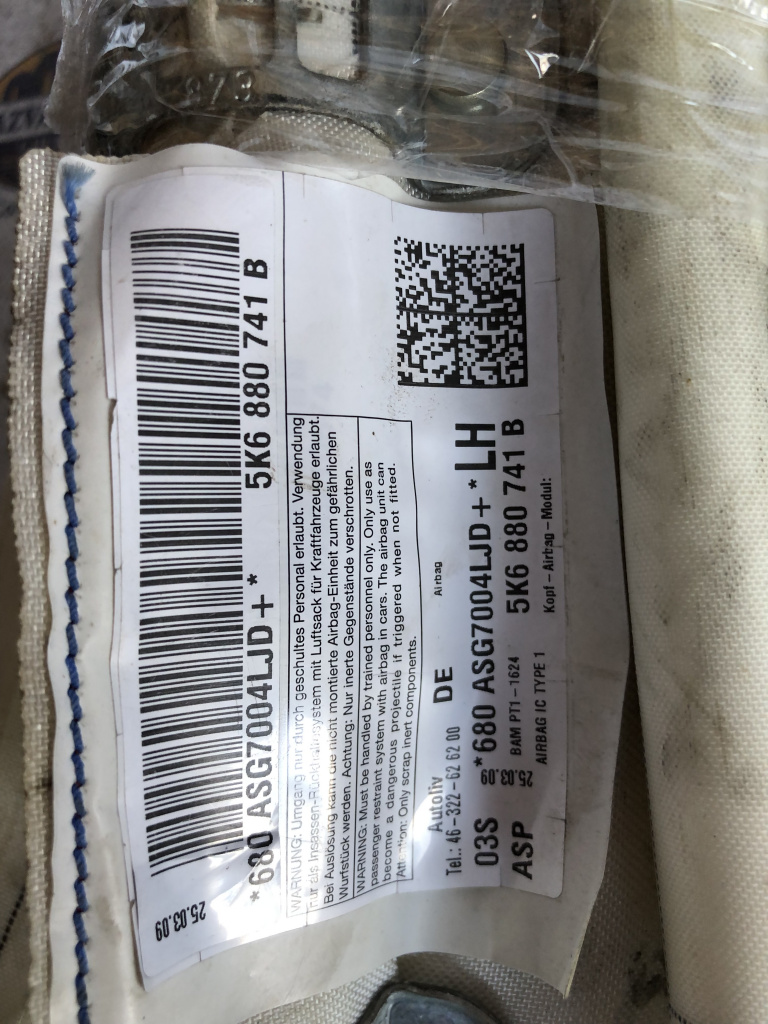 873
25.03.09
*680 ASG7004LJD+*
5K6 880 741 B
WARNUNG: Umgang nur durch geschultes Personal erlaubt. Verwendung
nur als Insassen-Rückhaltesystem mit Luftsack für Kraftfahrzeuge erlaubt.
Bei Auslösung kann die nicht montierte Airbag-Einheit zum gefährlichen
Wurfstück werden. Achtung: Nur inerte Gegenstände verschrotten.
WARNING: Must be handled by trained personnel only. Only use as
passenger restraint system with airbag in cars. The airbag unit can
become a dangerous projectile if triggered when not fitted.
Attention: Only scrap inert components.
Autoliv DE Airbag
Tel.: 46-322-62 62 00
03S 25.03.09 *680 ASG7004LJD+* LH
ASP BAM PT1-1624 5K6 880 741 B
AIRBAG IC TYPE 1 Kopf-Airbag-Modul: